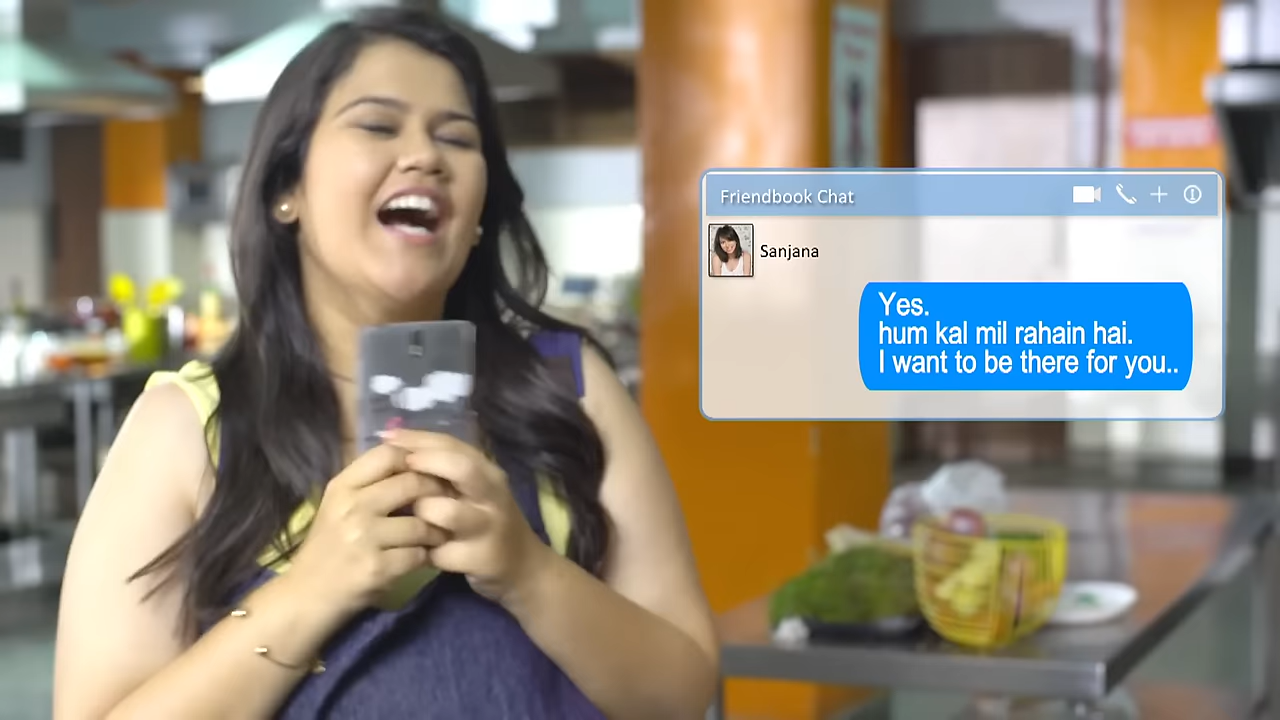 Friendbook Chat
Sanjana
Yes.
hum kal mil rahain hai.
I want to be there for you..